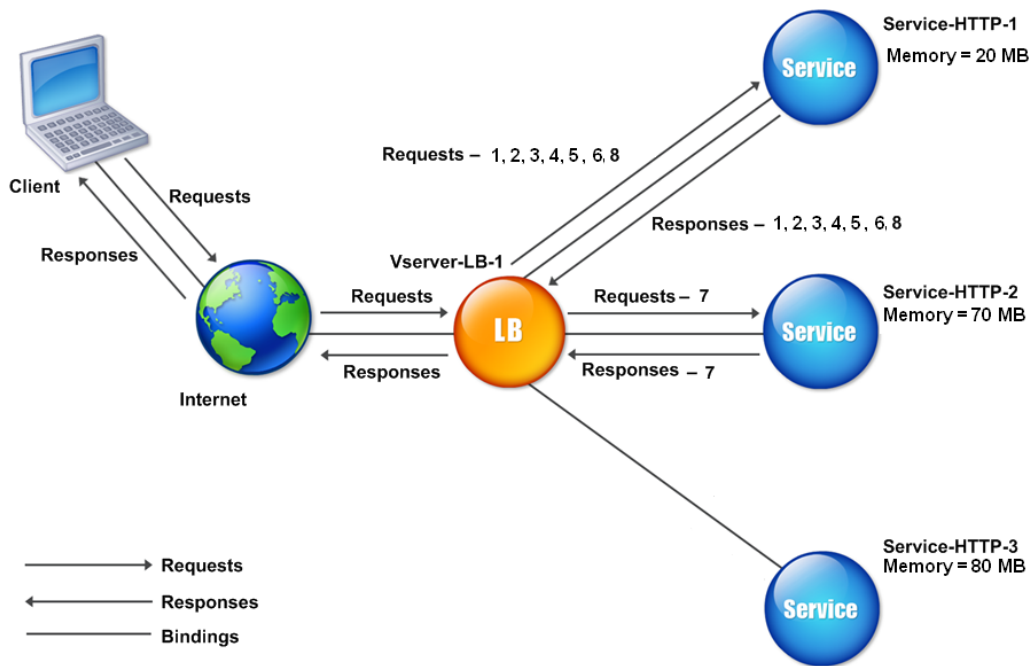 Service-HTTP-1
Memory = 20 MB
Service
Requests – 1, 2, 3, 4, 5 , 6, 8
Client
Requests
Responses – 1, 2, 3, 4, 5 , 6, 8
Responses
Vserver-LB-1
Requests
LB
Requests – 7
Service
Service-HTTP-2
Memory = 70 MB
Responses
Responses – 7
Internet
Service-HTTP-3
Memory = 80 MB
Service
Requests
Responses
Bindings